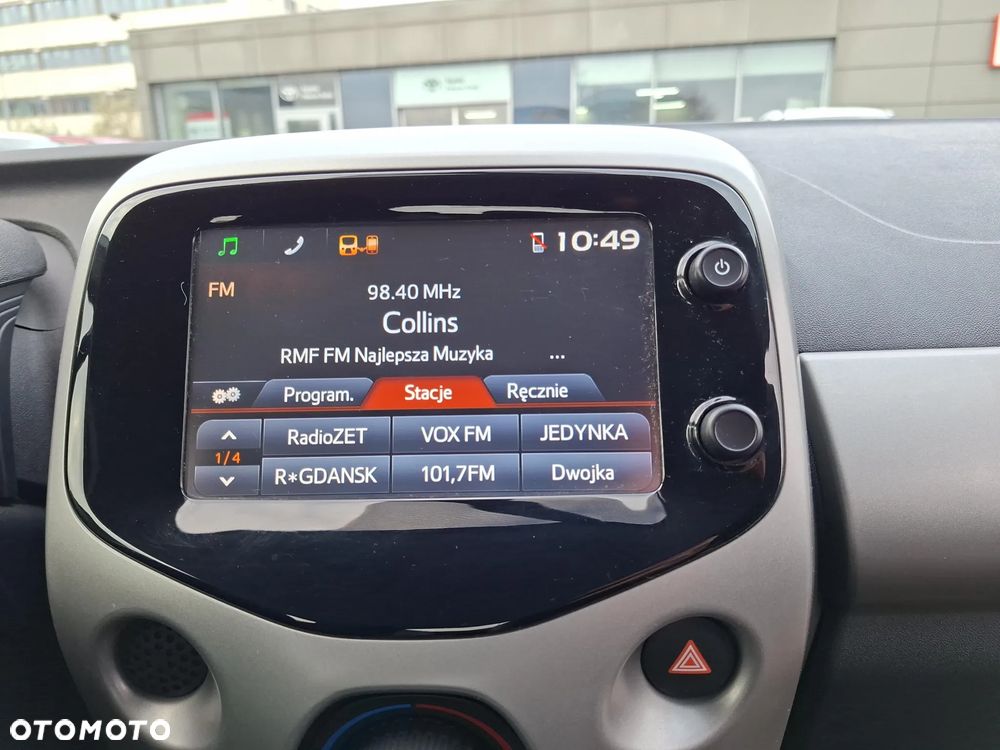 10:49
FM
98.40 MHz
Collins
RMF FM Najlepsza Muzyka ...
Program. Stacje Ręcznie
RadioZET VOX FM JEDYNKA
1/4
R*GDANSK 101,7FM Dwojka
OTOMOTO